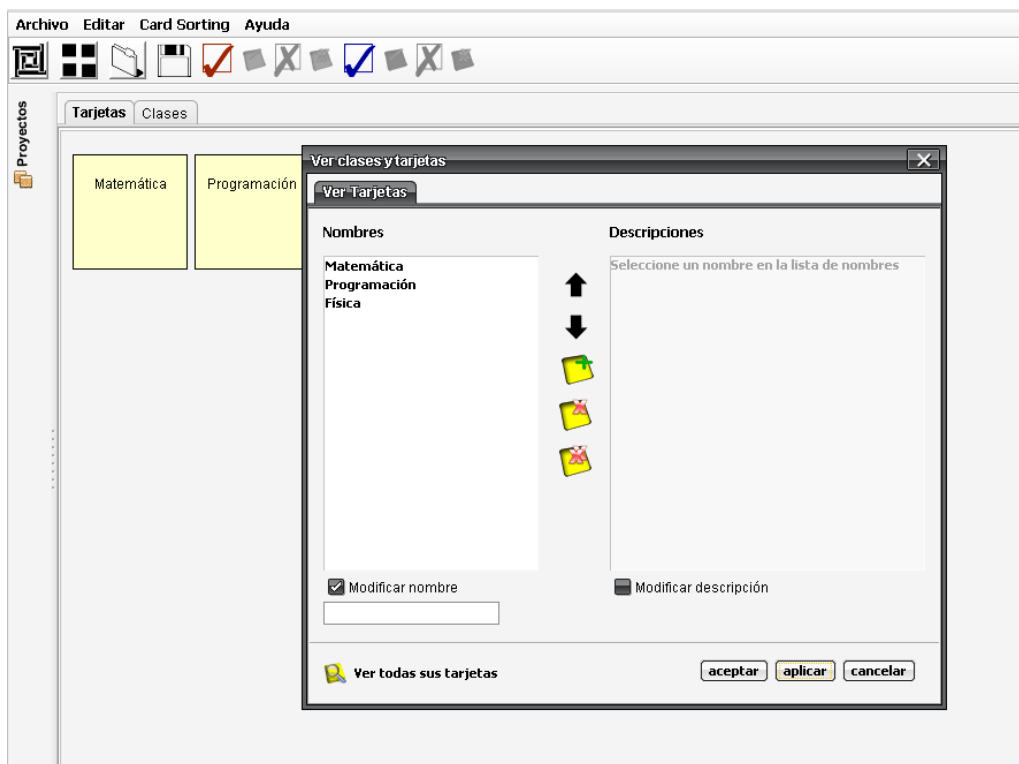 Archivo Editar Card Sorting Ayuda
Proyectos
Tarjetas Clases
Matemática Programación
Ver clases y tarjetas
Ver Tarjetas
Nombres Descripciones
Matemática
Programación
Física
Seleccione un nombre en la lista de nombres
Modificar nombre Modificar descripción
Ver todas sus tarjetas aceptar aplicar cancelar